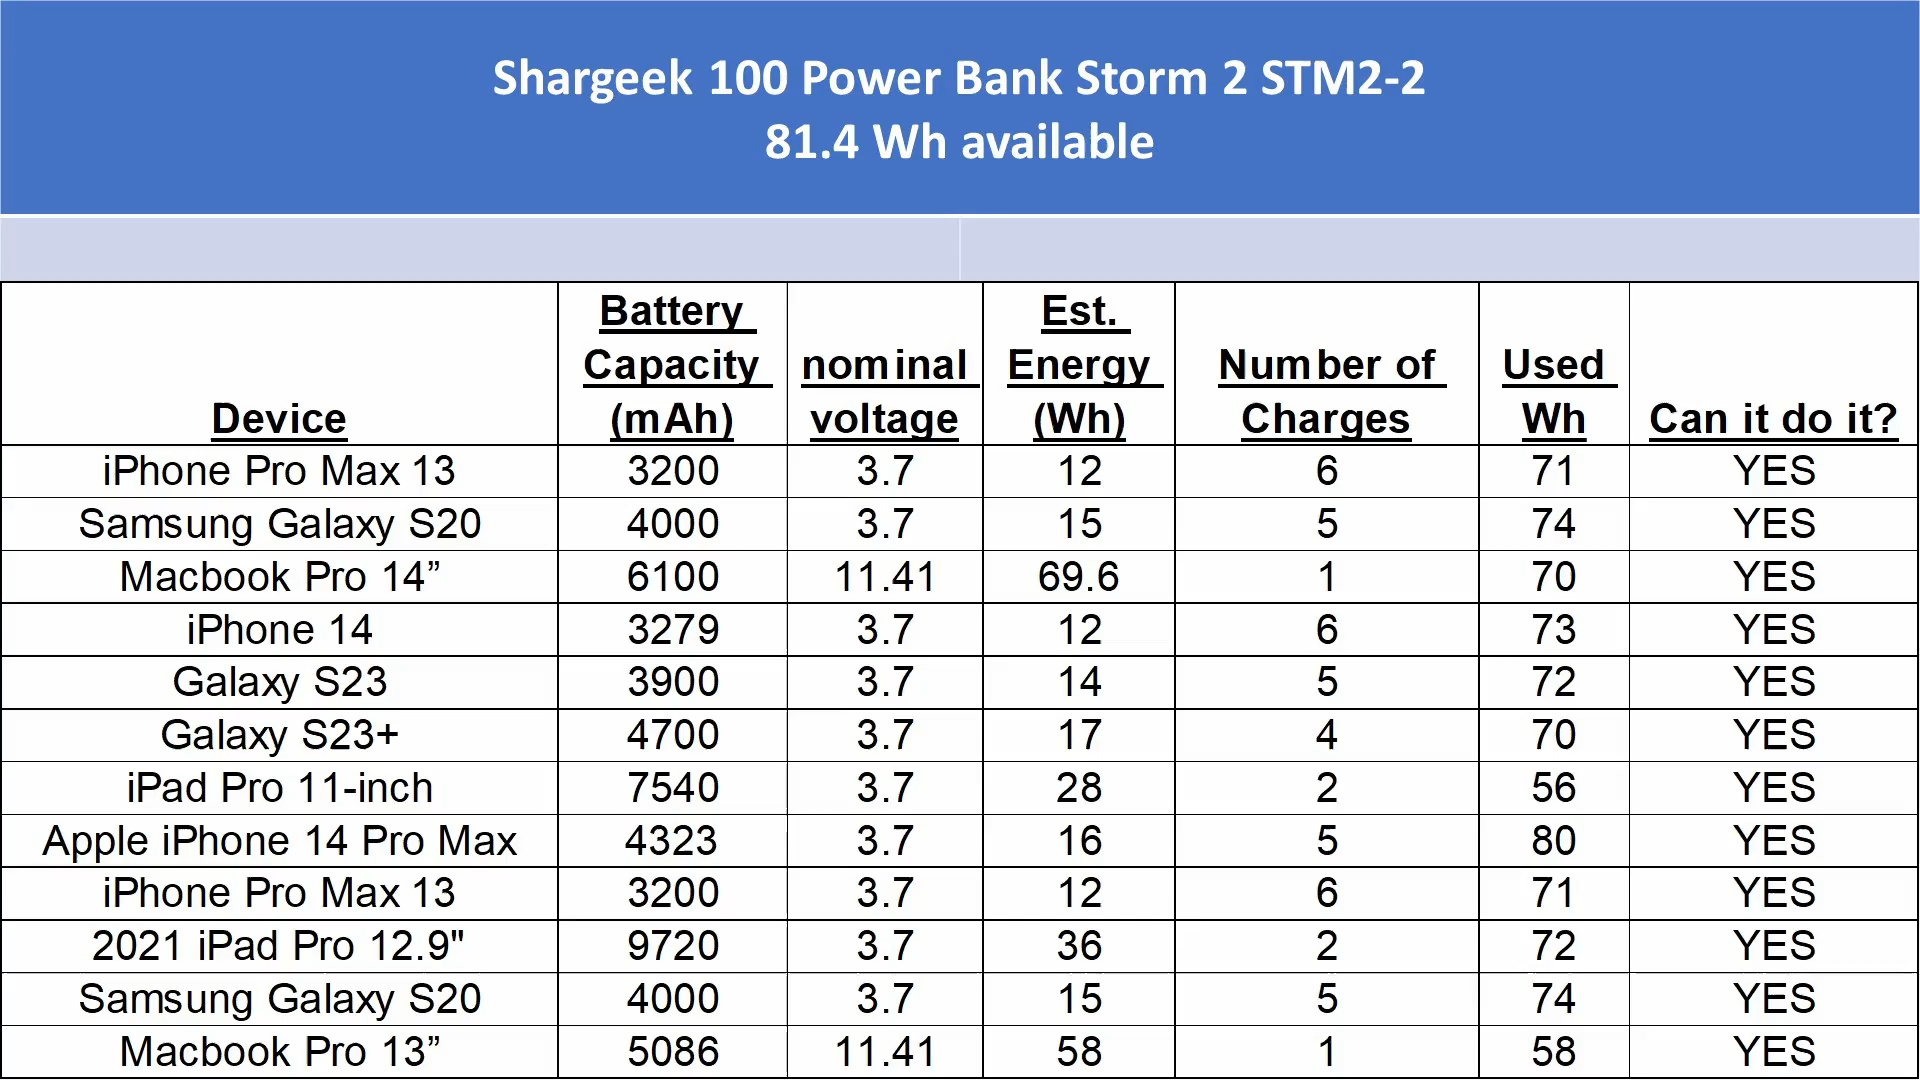 Shargeek 100 Power Bank Storm 2 STM2-2
81.4 Wh available
Device Battery Capacity (mAh) nominal voltage Est. Energy (Wh) Number of Charges Used Wh Can it do it?
iPhone Pro Max 13 3200 3.7 12 6 71 YES
Samsung Galaxy S20 4000 3.7 15 5 74 YES
Macbook Pro 14” 6100 11.41 69.6 1 70 YES
iPhone 14 3279 3.7 12 6 73 YES
Galaxy S23 3900 3.7 14 5 72 YES
Galaxy S23+ 4700 3.7 17 4 70 YES
iPad Pro 11-inch 7540 3.7 28 2 56 YES
Apple iPhone 14 Pro Max 4323 3.7 16 5 80 YES
iPhone Pro Max 13 3200 3.7 12 6 71 YES
2021 iPad Pro 12.9" 9720 3.7 36 2 72 YES
Samsung Galaxy S20 4000 3.7 15 5 74 YES
Macbook Pro 13” 5086 11.41 58 1 58 YES